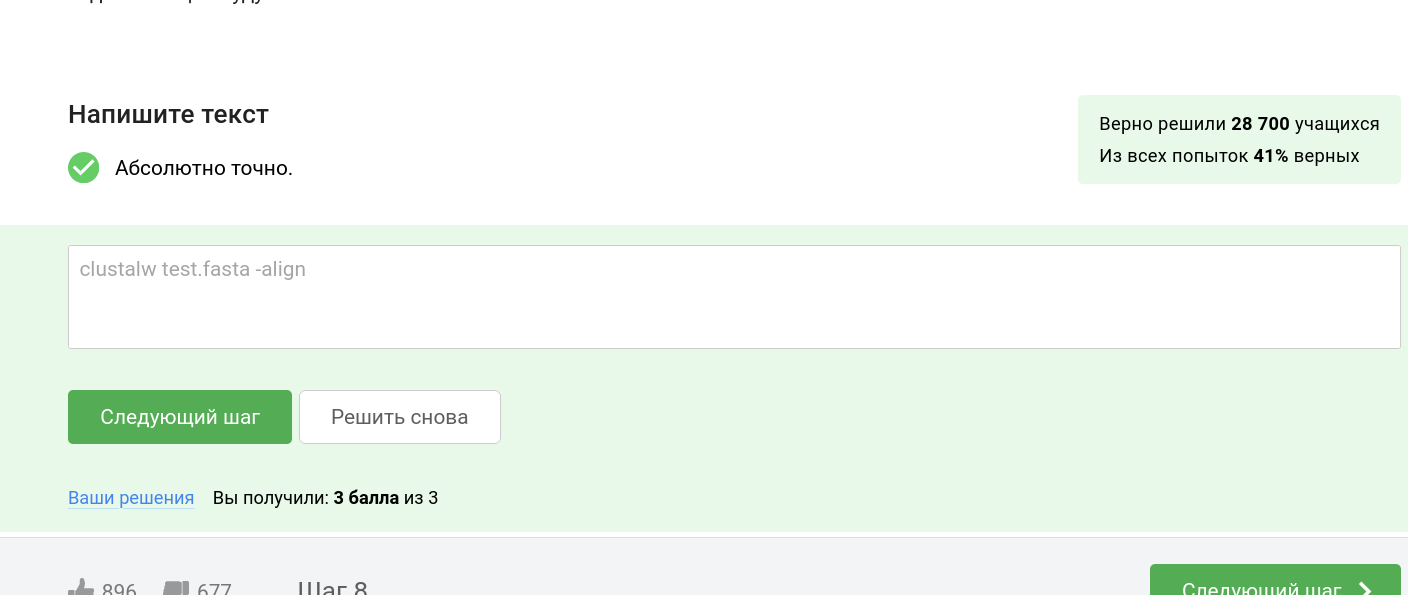 Напишите текст
Верно решили 28 700 учащихся
Из всех попыток 41% верных
Абсолютно точно.
clustalw test.fasta -align
Следующий шаг
Решить снова
Ваши решения Вы получили: 3 балла из 3
896 677 Шаг 8
Следующий шаг